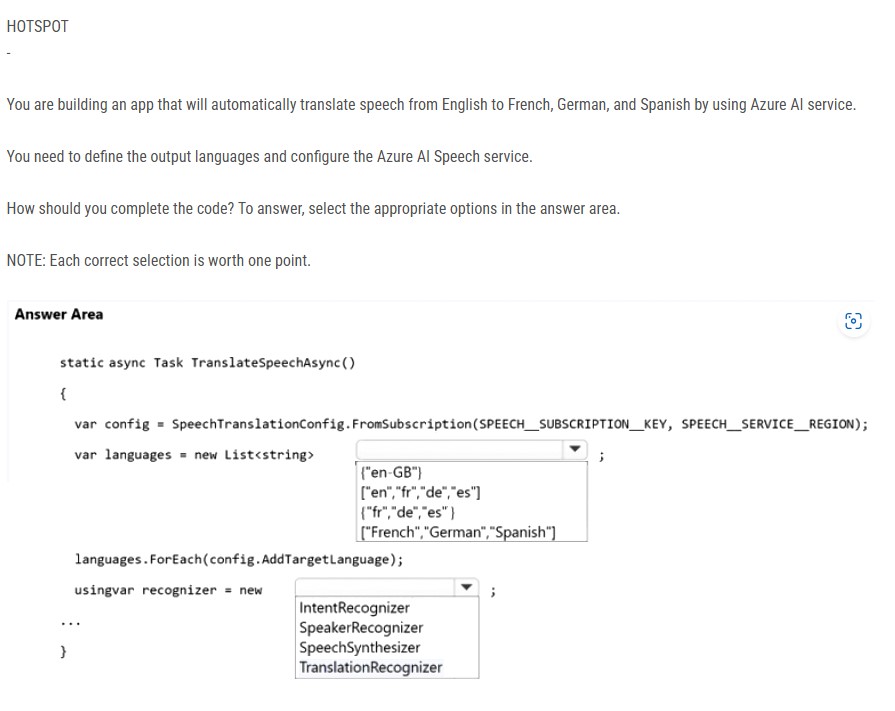 HOTSPOT
-
You are building an app that will automatically translate speech from English to French, German, and Spanish by using Azure AI service.
You need to define the output languages and configure the Azure AI Speech service.
How should you complete the code? To answer, select the appropriate options in the answer area.
NOTE: Each correct selection is worth one point.
Answer Area
static async Task TranslateSpeechAsync()
{
var config = SpeechTranslationConfig.FromSubscription(SPEECH__SUBSCRIPTION__KEY, SPEECH__SERVICE__REGION);
var languages = new List<string> ;
{"en-GB"}
["en","fr","de","es"]
{"fr","de","es"}
["French","German","Spanish"]
languages.ForEach(config.AddTargetLanguage);
usingvar recognizer = new ;
IntentRecognizer
SpeakerRecognizer
SpeechSynthesizer
TranslationRecognizer
...
}